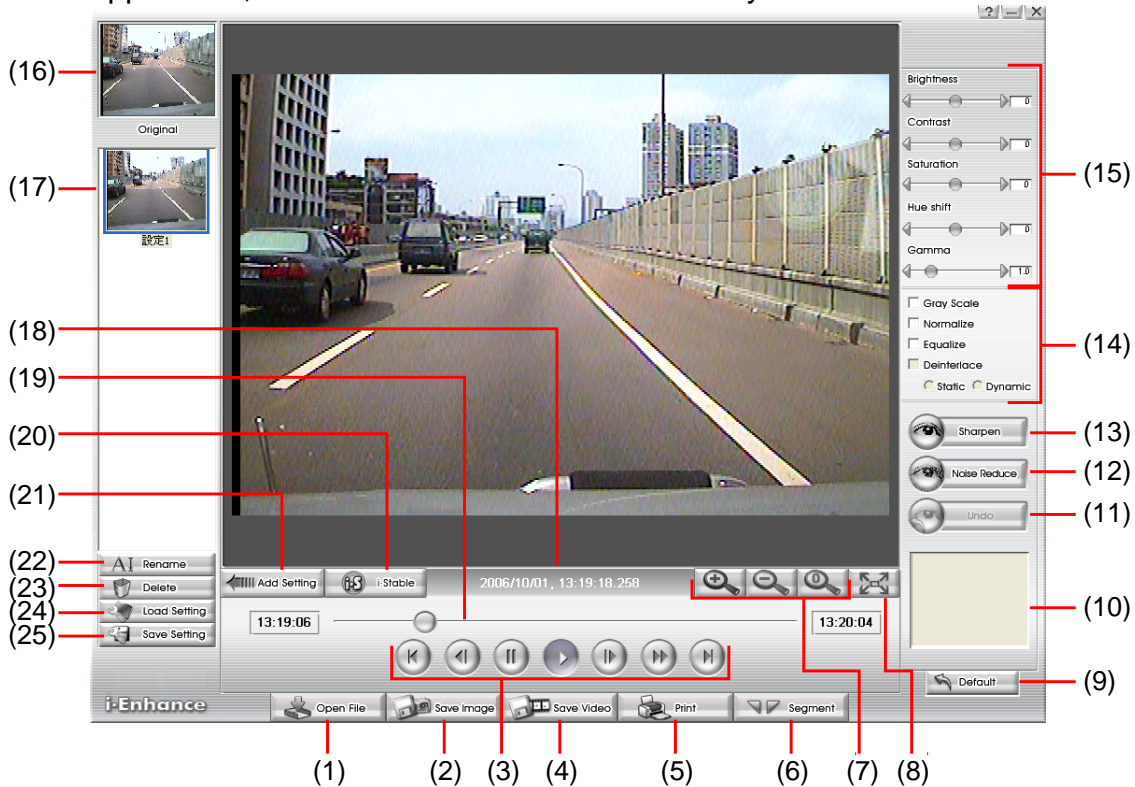 (16)
Original
(17)
設定1
(18)
(19)
(20)
(21)
(22)
Rename
(23)
Delete
(24)
Load Setting
(25)
Save Setting
Add Setting
i-Stable
2006/10/01, 13:19:18.258
13:19:06
13:20:04
i-Enhance
Open File
Save Image
Save Video
Print
Segment
(1)
(2)
(3)
(4)
(5)
(6)
(7)
(8)
Brightness
0
Contrast
0
Saturation
0
Hue shift
0
Gamma
1.0
(15)
Gray Scale
Normalize
Equalize
Deinterlace
Static
Dynamic
(14)
Sharpen
(13)
Noise Reduce
(12)
Undo
(11)
(10)
Default
(9)